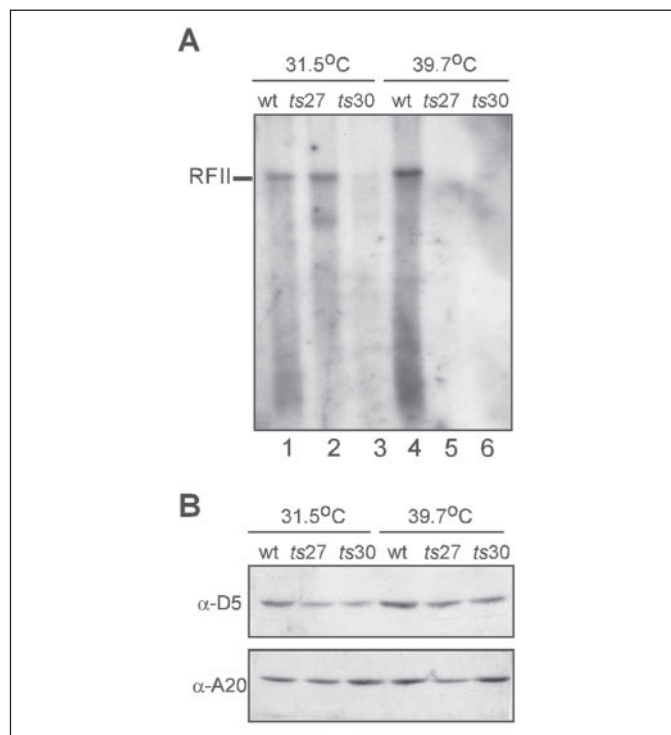 A
31.5°C 39.7°C
wt ts27 ts30 wt ts27 ts30
RFII
1 2 3 4 5 6
B
31.5°C 39.7°C
wt ts27 ts30 wt ts27 ts30
α-D5
α-A20